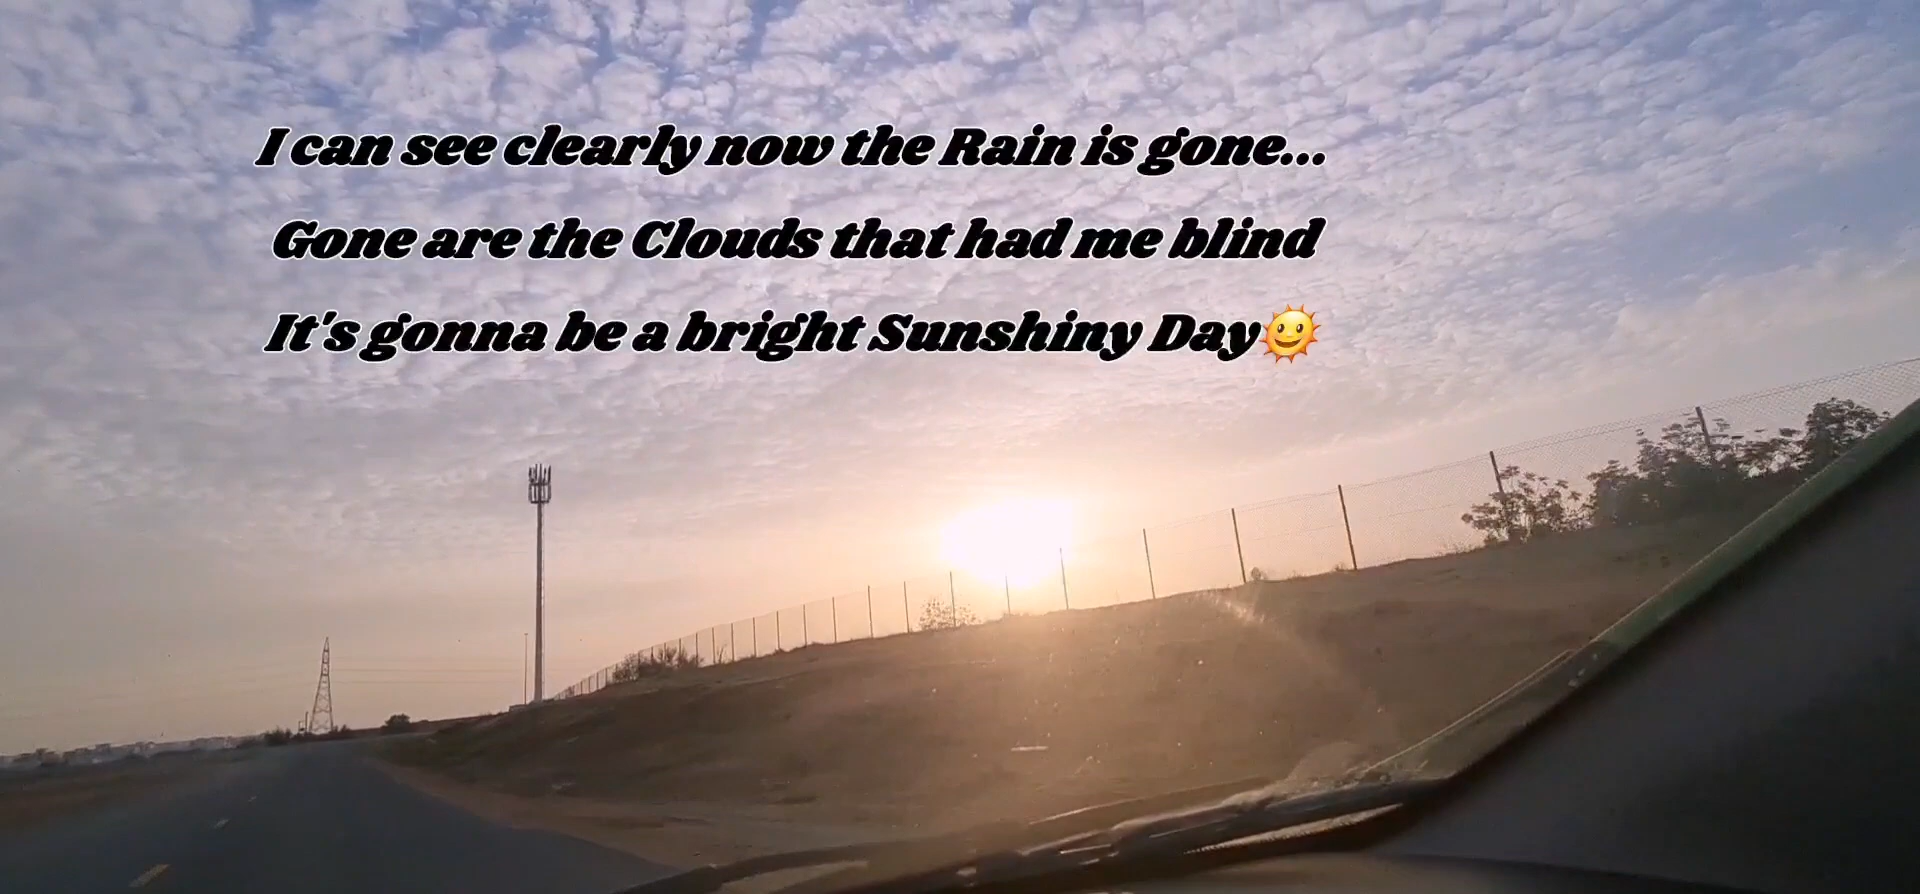 I can see clearly now the Rain is gone...
Gone are the Clouds that had me blind
It's gonna be a bright Sunshiny Day🌞